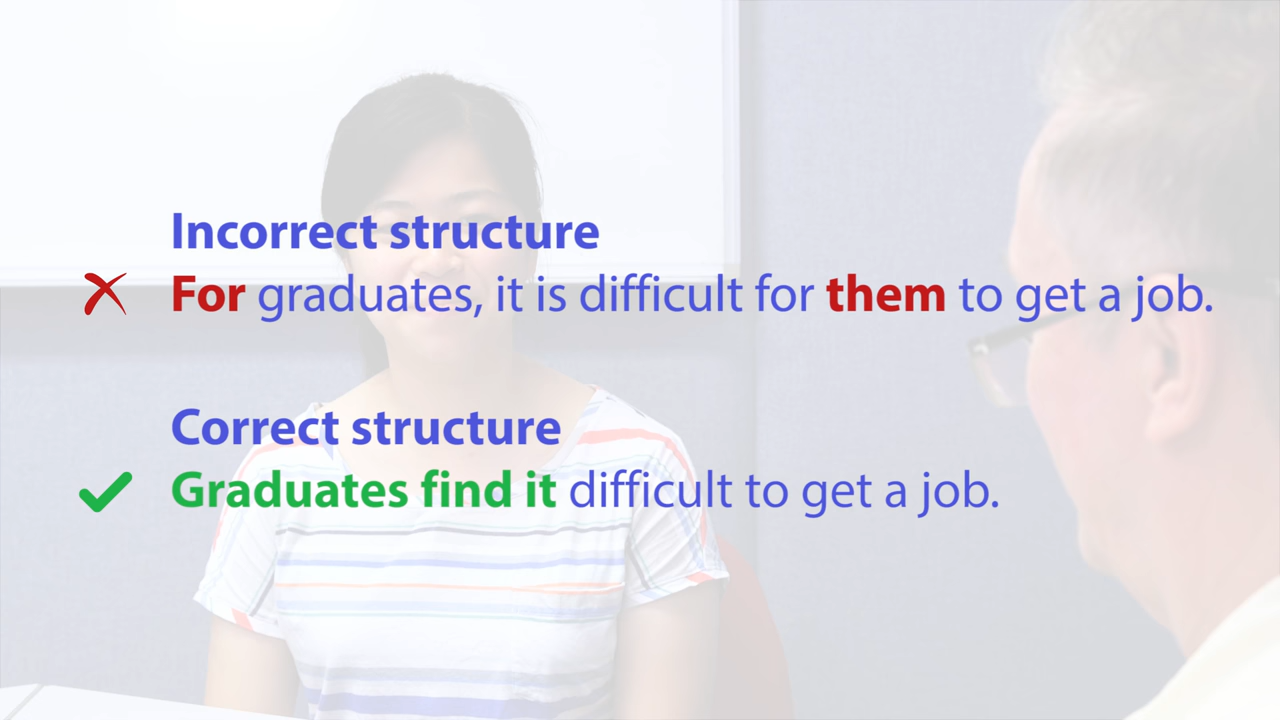 Incorrect structure
For graduates, it is difficult for them to get a job.
Correct structure
Graduates find it difficult to get a job.